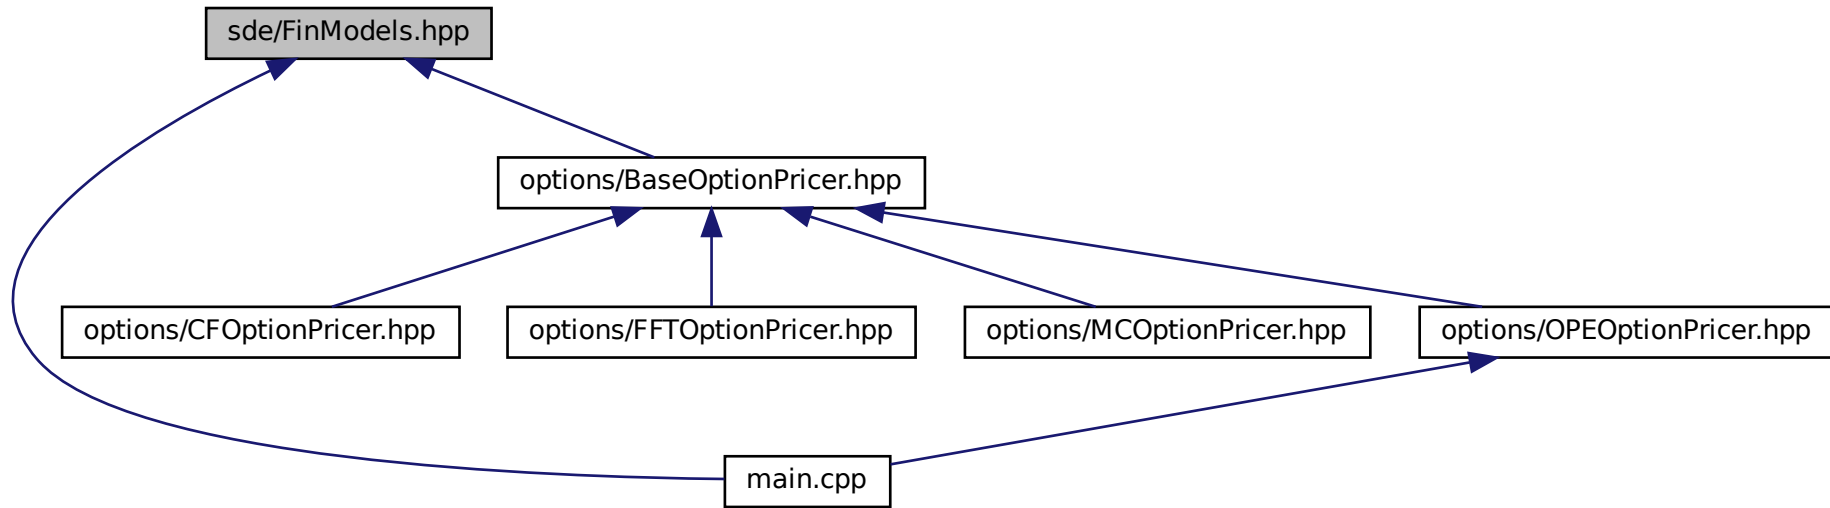 sde/FinModels.hpp
options/BaseOptionPricer.hpp
options/CFOptionPricer.hpp
options/FFTOptionPricer.hpp
options/MCOptionPricer.hpp
options/OPEOptionPricer.hpp
main.cpp